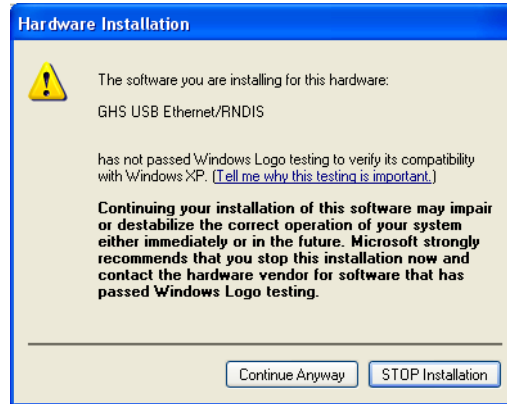 Hardware Installation
The software you are installing for this hardware:
GHS USB Ethernet/RNDIS
has not passed Windows Logo testing to verify its compatibility
with Windows XP. (Tell me why this testing is important.)
Continuing your installation of this software may impair
or destabilize the correct operation of your system
either immediately or in the future. Microsoft strongly
recommends that you stop this installation now and
contact the hardware vendor for software that has
passed Windows Logo testing.
Continue Anyway
STOP Installation